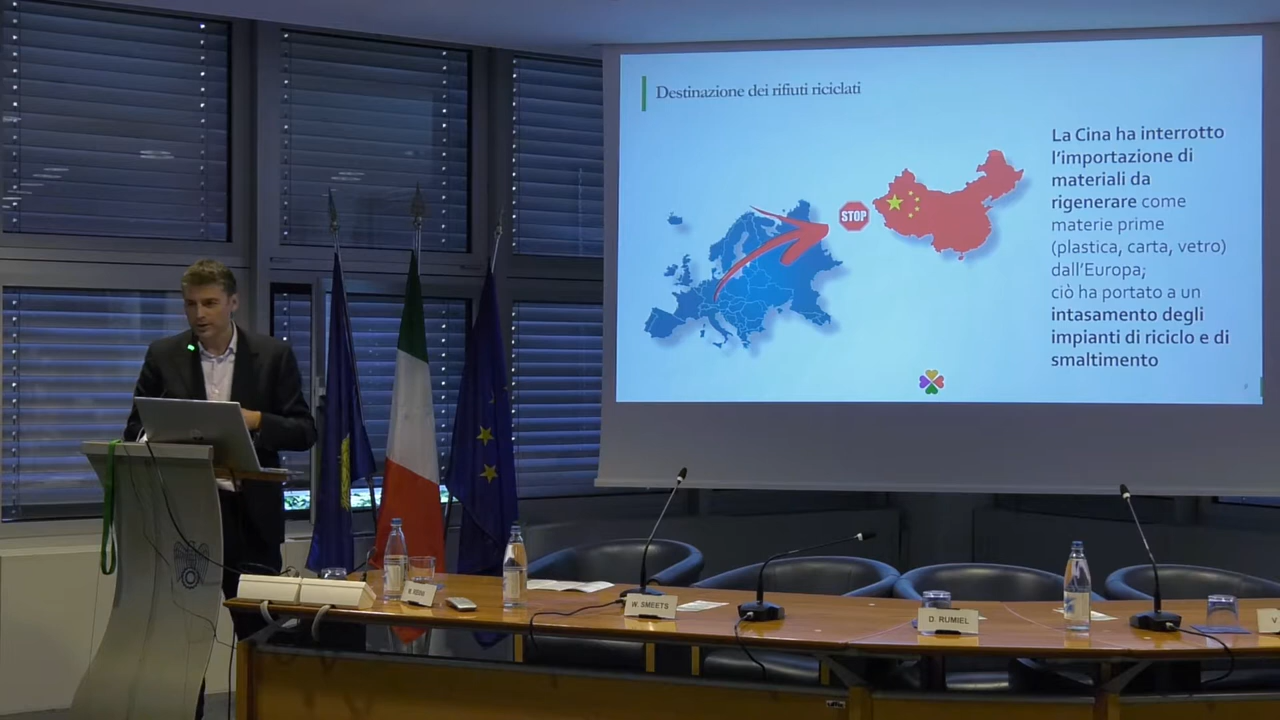 Destinazione dei rifiuti riciclati
STOP
La Cina ha interrotto
l'importazione di
materiali da
rigenerare come
materie prime
(plastica, carta, vetro)
dall'Europa;
ciò ha portato a un
intasamento degli
impianti di riciclo e di
smaltimento
W. SMEETS
D. RUMIEL
V.